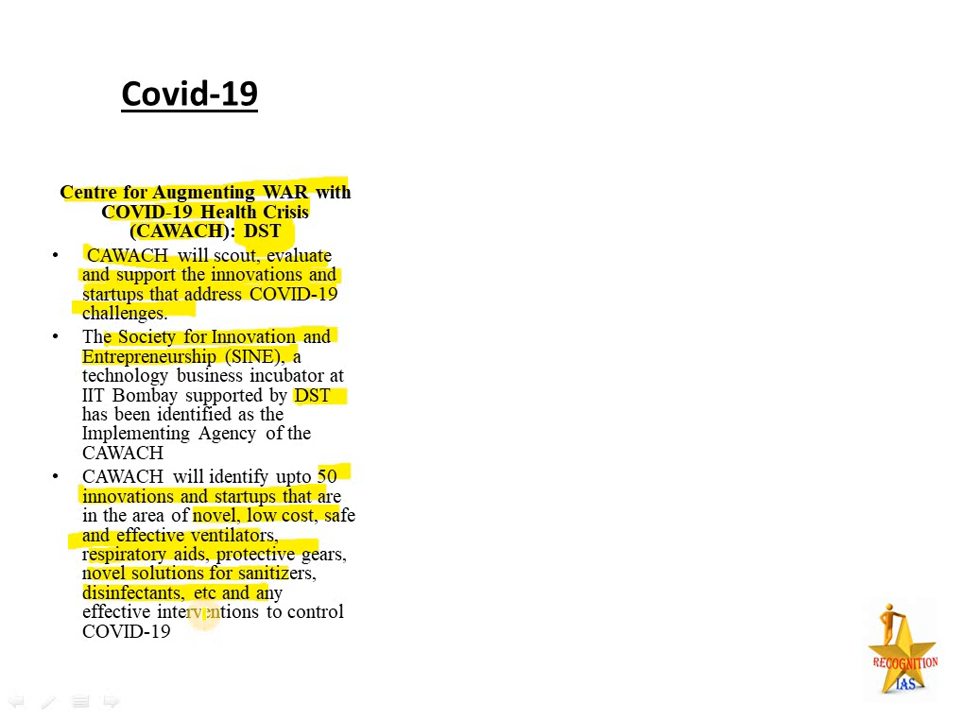 Covid-19
Centre for Augmenting WAR with
COVID-19 Health Crisis
(CAWACH): DST
• CAWACH will scout, evaluate
and support the innovations and
startups that address COVID-19
challenges.
• The Society for Innovation and
Entrepreneurship (SINE), a
technology business incubator at
IIT Bombay supported by DST
has been identified as the
Implementing Agency of the
CAWACH
• CAWACH will identify upto 50
innovations and startups that are
in the area of novel, low cost, safe
and effective ventilators,
respiratory aids, protective gears,
novel solutions for sanitizers,
disinfectants, etc and any
effective interventions to control
COVID-19
RECOGNITION
IAS